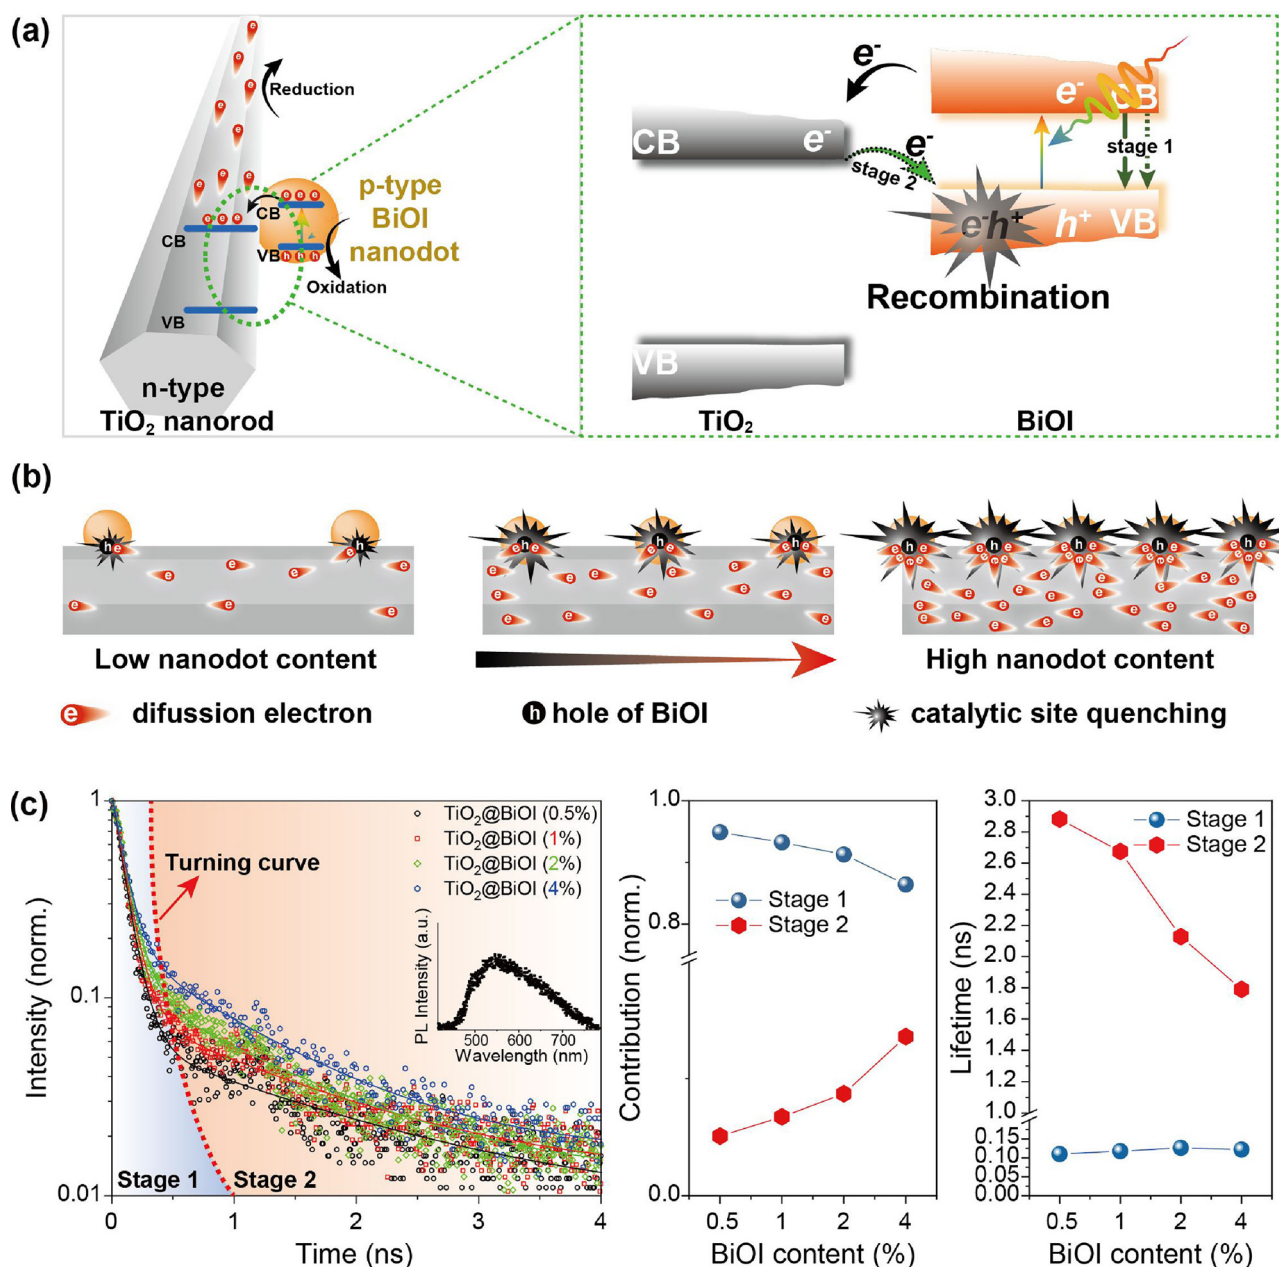 (a)
e e e e e e e e
Reduction
e e e
CB
VB
e e e
CB
VB
h h h
p-type
BiOI
nanodot
Oxidation
n-type
TiO₂ nanorod
e⁻
CB
e⁻
e⁻
stage 2
e⁻
CB
stage 1
e⁻h⁺
h⁺
VB
Recombination
VB
TiO₂
BiOI
(b)
Low nanodot content
High nanodot content
e difussion electron
h hole of BiOI
catalytic site quenching
(c)
Intensity (norm.)
1
0.1
0.01
Turning curve
TiO₂@BiOI (0.5%)
TiO₂@BiOI (1%)
TiO₂@BiOI (2%)
TiO₂@BiOI (4%)
PL Intensity (a.u.)
500 600 700
Wavelength (nm)
Stage 1
Stage 2
0 1 2 3 4
Time (ns)
Contribution (norm.)
1.0
0.8
0.0
Stage 1
Stage 2
0.5 1 2 4
BiOI content (%)
Lifetime (ns)
3.0
2.9
2.8
2.6
2.4
2.2
2.1
2.0
1.8
1.7
1.6
1.4
1.2
1.0
0.15
0.10
0.05
0.00
Stage 1
Stage 2
0.5 1 2 4
BiOI content (%)